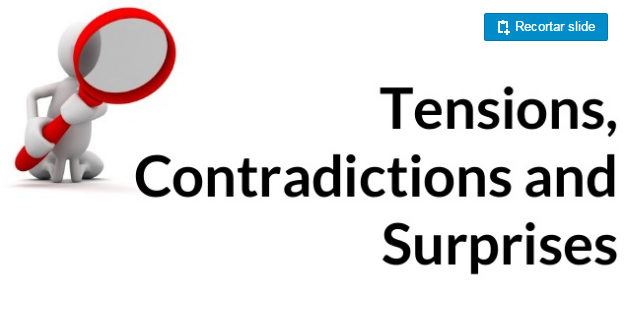 Recortar slide
Tensions,
Contradictions and
Surprises